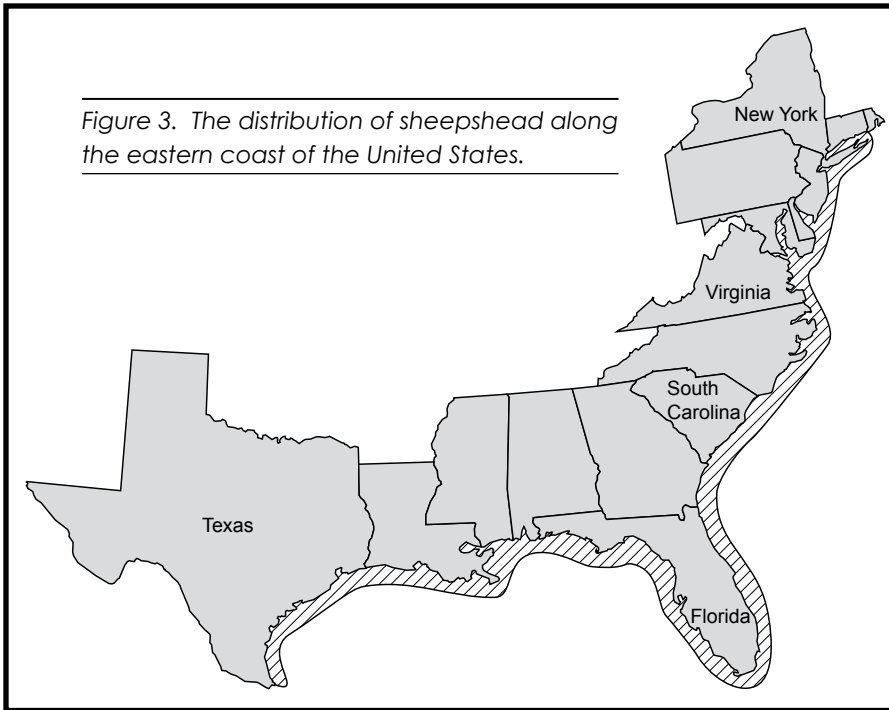 Figure 3. The distribution of sheepshead along
the eastern coast of the United States.
New York
Virginia
South
Carolina
Texas
Florida